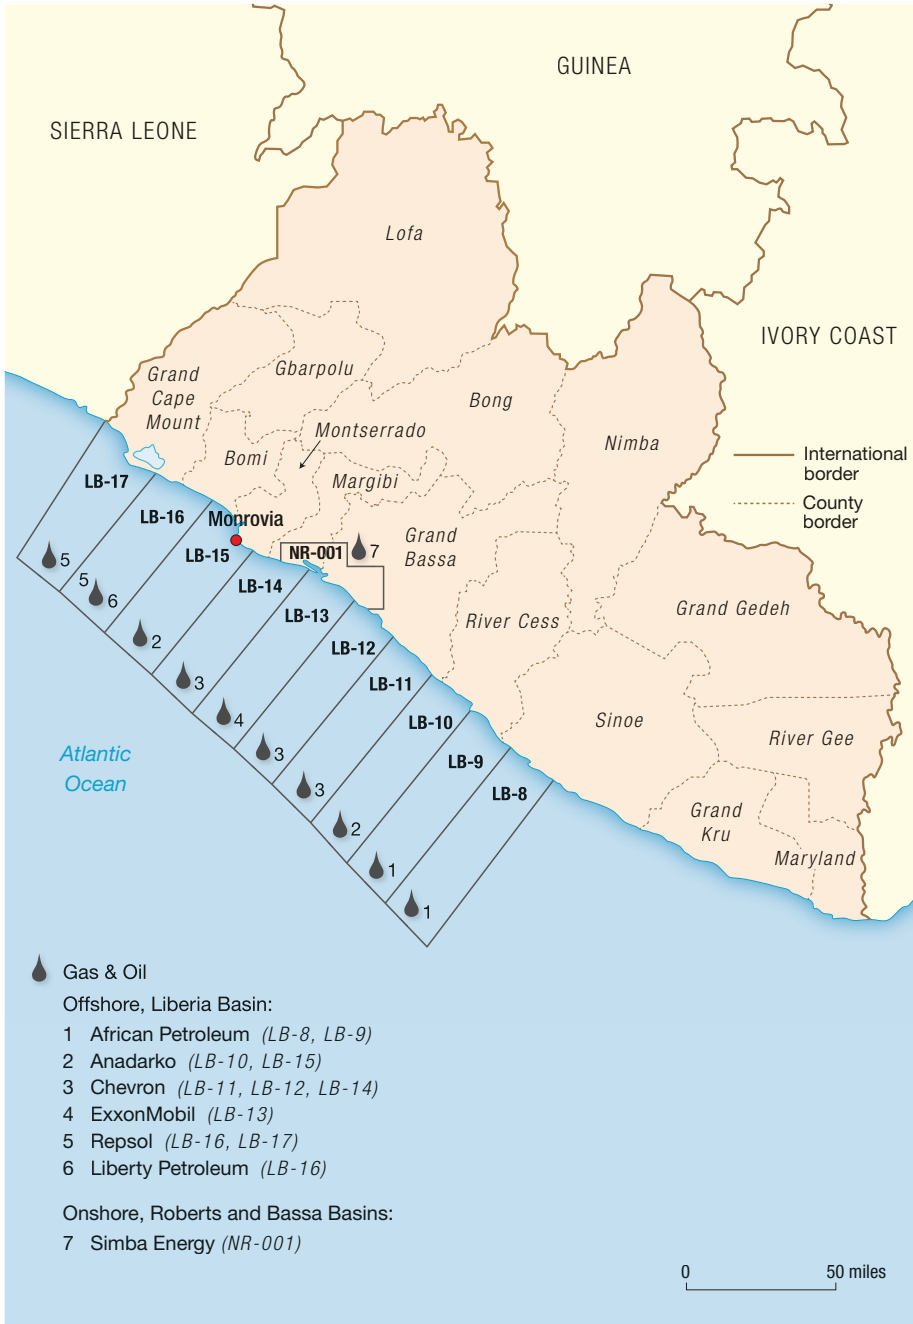 GUINEA
SIERRA LEONE
Lofa
IVORY COAST
Grand
Cape
Mount
Gbarpolu
Bong
Montserrado
Nimba
Bomi
Margibi
International
border
County
border
LB-17
LB-16
Monrovia
LB-15
NR-001
7
Grand
Bassa
LB-14
LB-13
LB-12
LB-11
LB-10
LB-9
LB-8
River Cess
Grand Gedeh
Sinoe
River Gee
Grand
Kru
Maryland
5
5
6
2
3
4
3
3
2
1
1
Atlantic
Ocean
Gas & Oil
Offshore, Liberia Basin:
1 African Petroleum (LB-8, LB-9)
2 Anadarko (LB-10, LB-15)
3 Chevron (LB-11, LB-12, LB-14)
4 ExxonMobil (LB-13)
5 Repsol (LB-16, LB-17)
6 Liberty Petroleum (LB-16)
Onshore, Roberts and Bassa Basins:
7 Simba Energy (NR-001)
0 50 miles